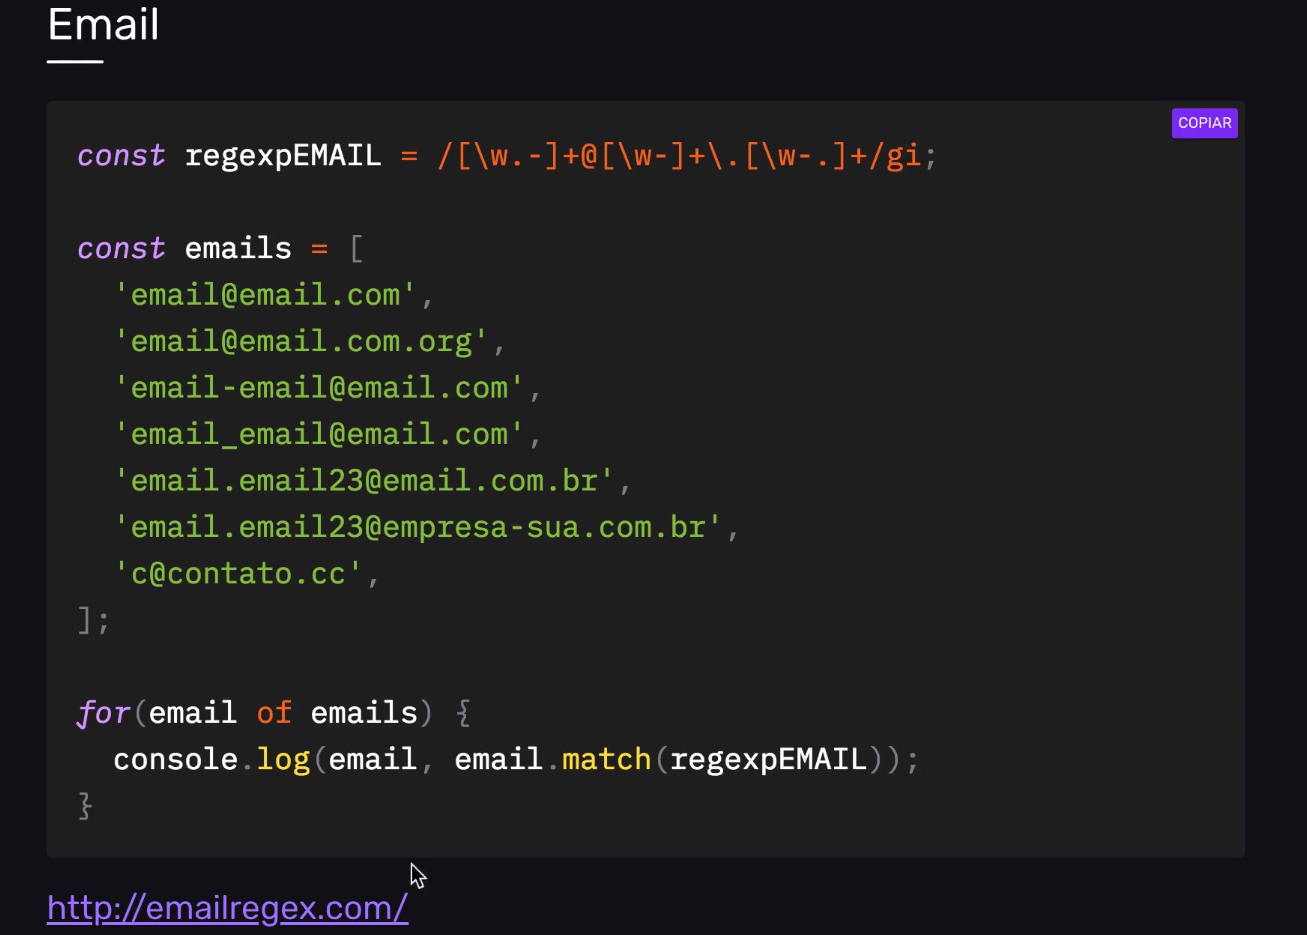 Email
COPIAR
const regexpEMAIL = /[\w.-]+@[\w-]+\.[\w-.]+/gi;
const emails = [
'email@email.com',
'email@email.com.org',
'email-email@email.com',
'email_email@email.com',
'email.email23@email.com.br',
'email.email23@empresa-sua.com.br',
'c@contato.cc',
];
for(email of emails) {
console.log(email, email.match(regexpEMAIL));
}
http://emailregex.com/